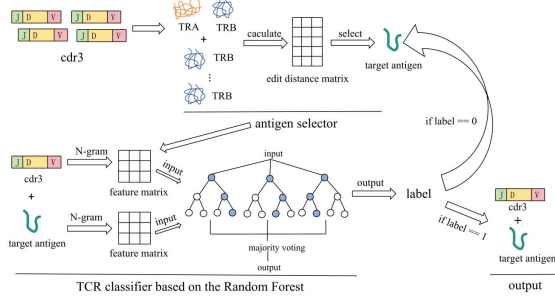 J D V J D V
J D V J D V
cdr3
TRA TRB
+
TRB
⋮
TRB
caculate
edit distance matrix
select
target antigen
antigen selector
if label == 0
J D V
cdr3
+
target antigen
N-gram
feature matrix
input
N-gram
feature matrix
input
input
majority voting
output
output
label
if label == 1
J D V
cdr3
+
target antigen
TCR classifier based on the Random Forest
output